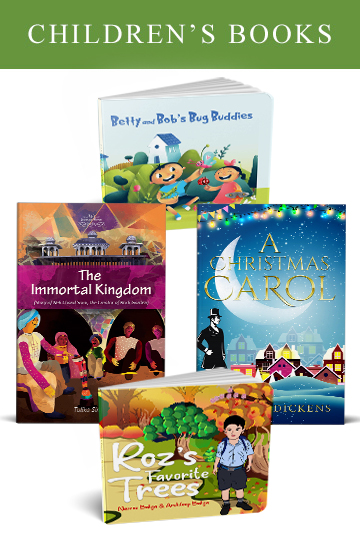 CHILDREN'S BOOKS
Betty and Bob's Bug Buddies
The
Immortal Kingdom
A
CHRISTMAS
CAROL
DICKENS
Roz's
Favorite
Trees